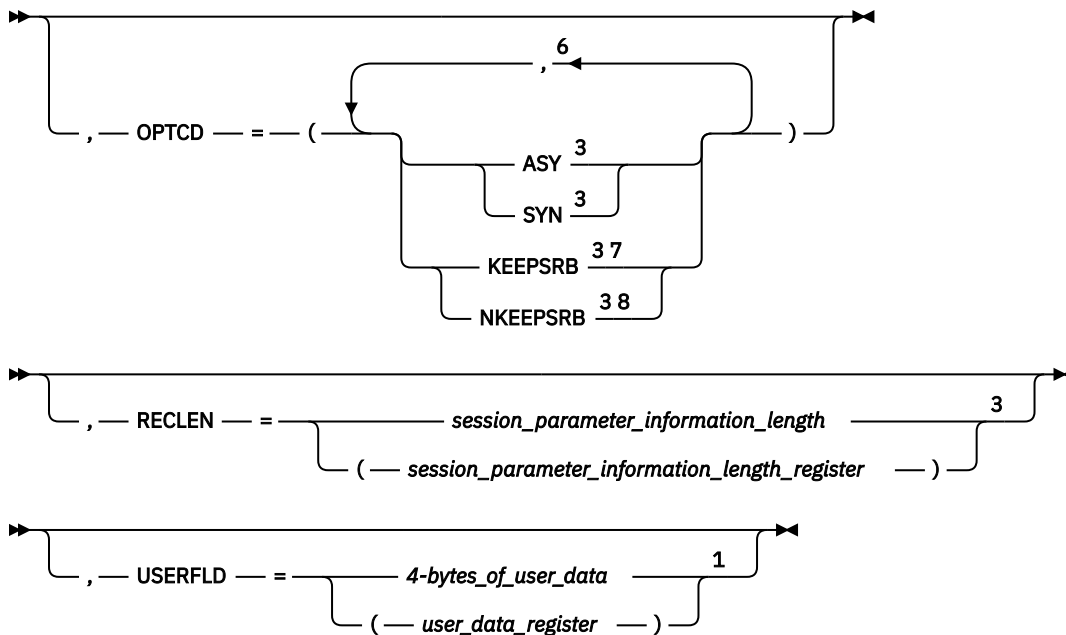 , 6
, OPTCD = ( )
ASY 3
SYN 3
KEEPSRB 3 7
NKEEPSRB 3 8
, RECLEN = session_parameter_information_length 3
( session_parameter_information_length_register )
, USERFLD = 4-bytes_of_user_data 1
( user_data_register )